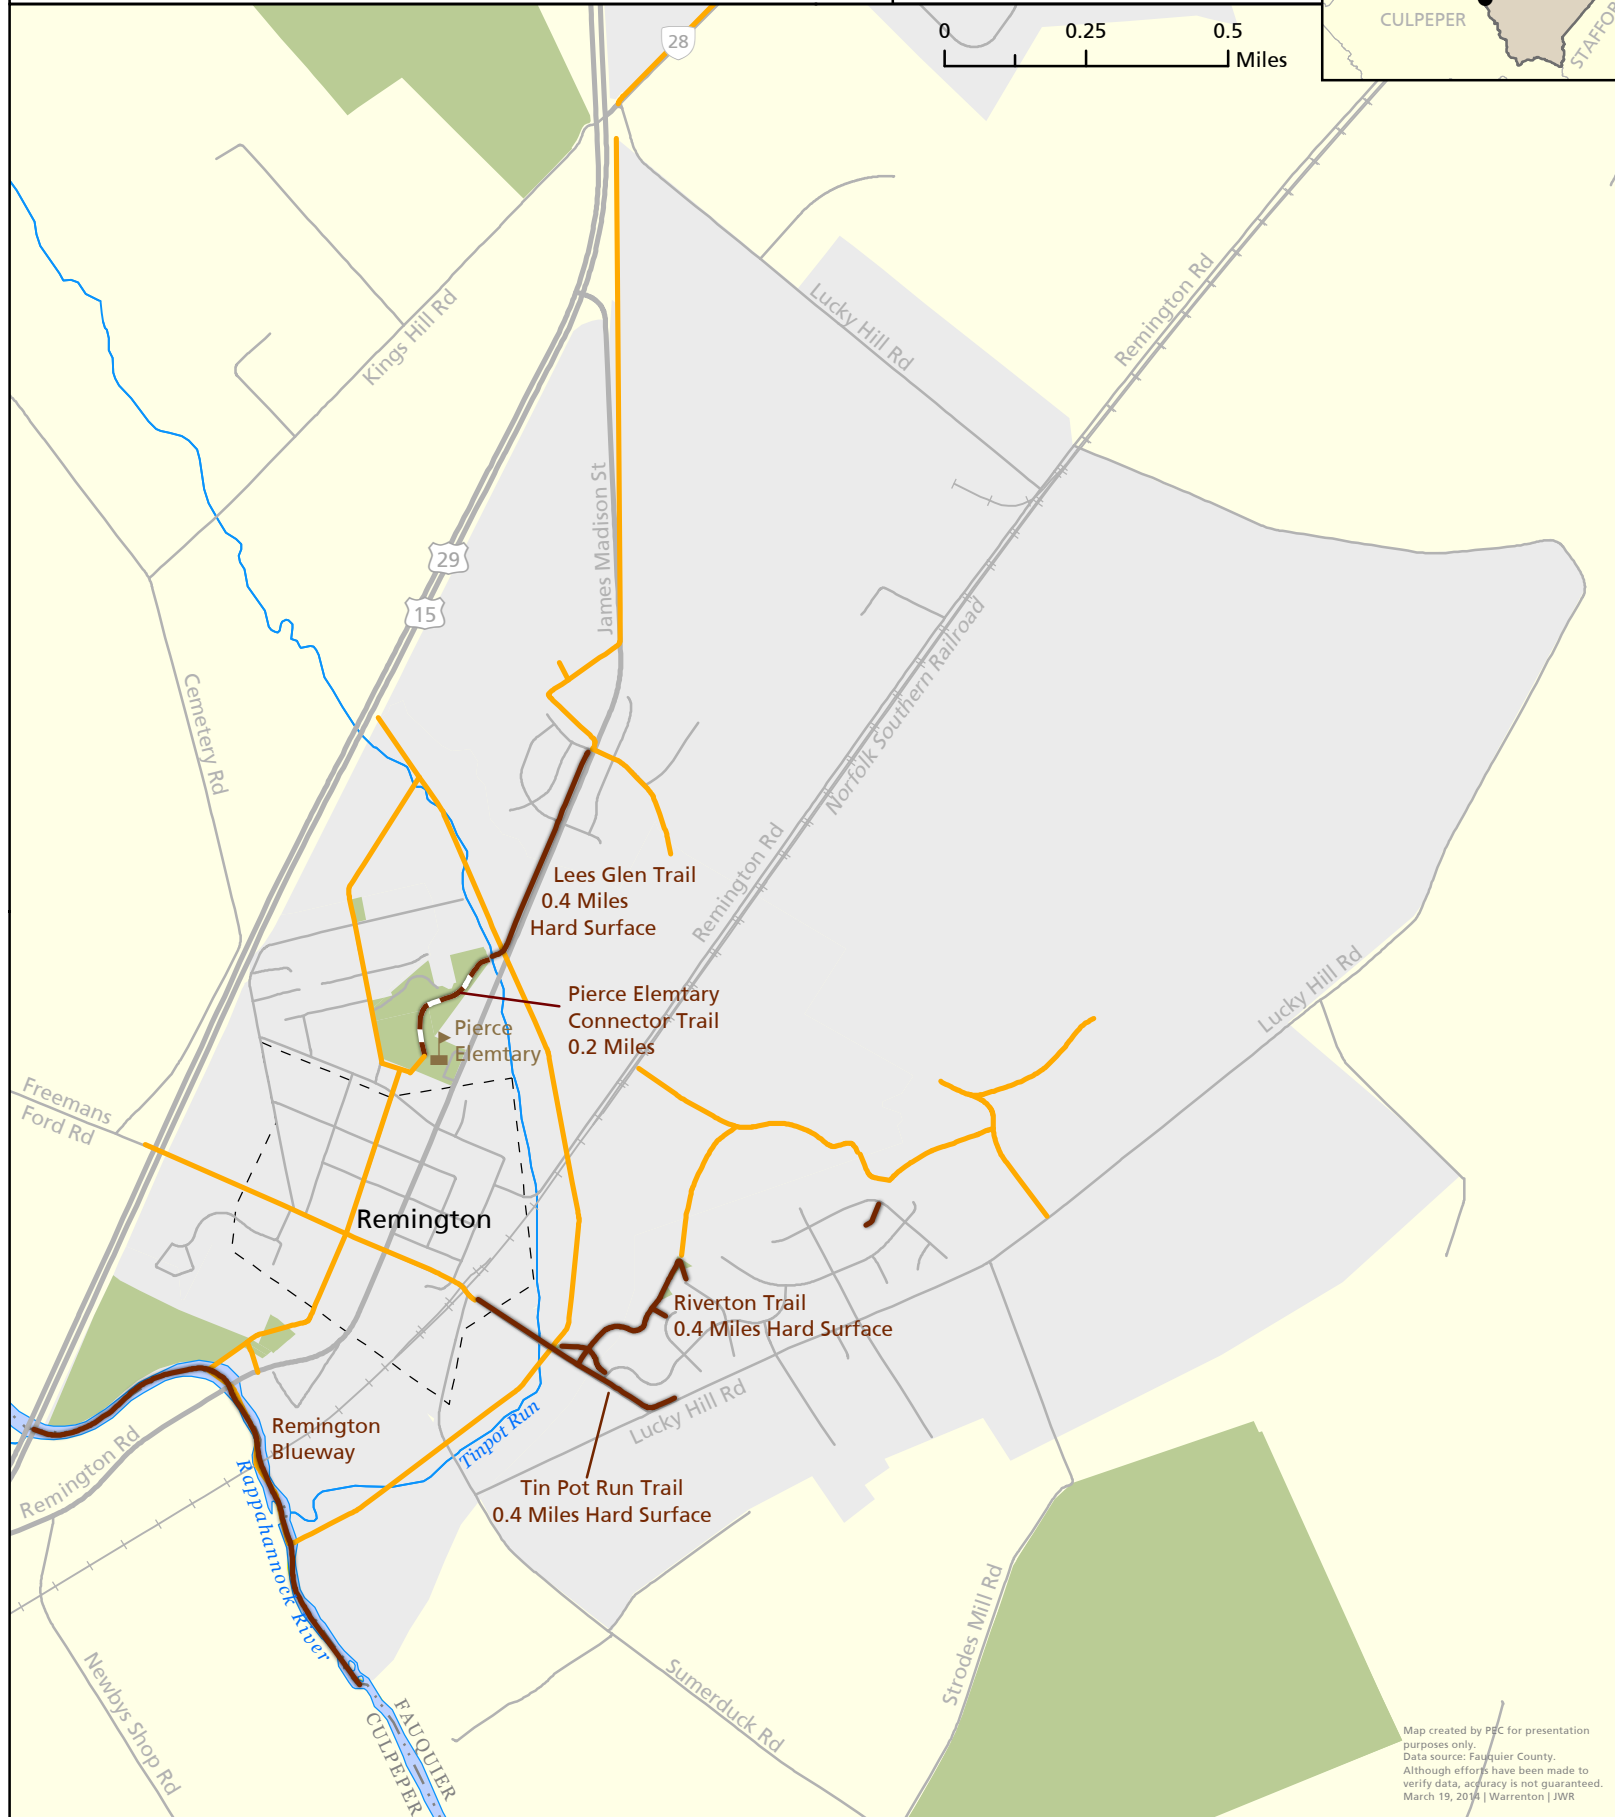 CULPEPER
28
0
0.25
0.5
Miles
Remington Rd
Lucky Hill Rd
Kings Hill Rd
James Madison St
29
15
Norfolk Southern Railroad
Cemetery Rd
Remington Rd
Lees Glen Trail
0.4 Miles
Hard Surface
Lucky Hill Rd
Pierce Elemtary
Connector Trail
0.2 Miles
Pierce
Elemtary
Freemans
Ford Rd
Remington
Riverton Trail
0.4 Miles Hard Surface
Lucky Hill Rd
Remington
Blueway
Tinpot Run
Remington Rd
Rappahannock River
Tin Pot Run Trail
0.4 Miles Hard Surface
Strodes Mill Rd
Newbys Shop Rd
Sumerduck Rd
FAUQUIER
CULPEPER
Map created by PEC for presentation
purposes only.
Data source: Fauquier County.
Although efforts have been made to
verify data, accuracy is not guaranteed.
March 19, 2014 | Warrenton | JWR